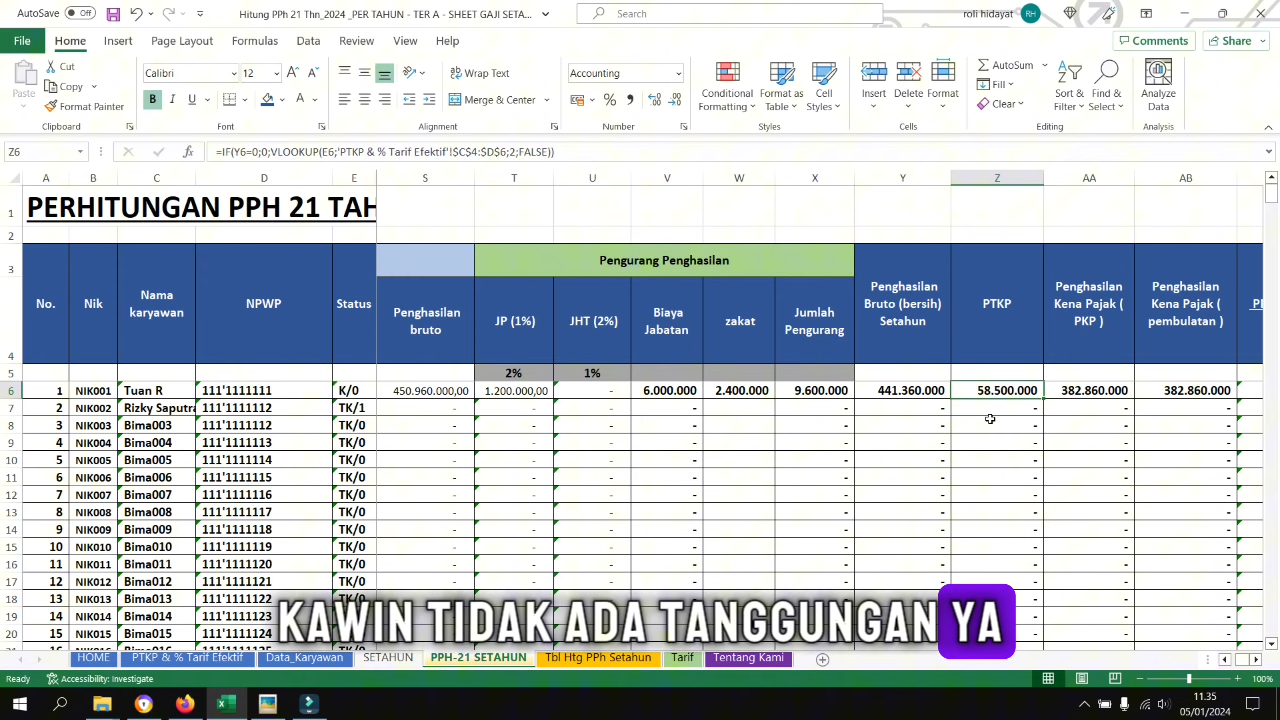 AutoSave Off Hitung PPh 21 Thn_2024 _PER TAHUN - TER A - SHEET GAJI SETA... Search roli hidayat RH
File Home Insert Draw Page Layout Formulas Data Review View Help Comments Share
Paste Cut Copy Format Painter Clipboard
Calibri 12 B I U Font
Wrap Text Merge & Center Alignment
Accounting % Number
Conditional Formatting Format as Table Cell Styles Styles
Insert Delete Format Cells
AutoSum Fill Clear Sort & Filter Find & Select Editing
Analyze Data Analysis
Z6 fx =IF(Y6=0;0;VLOOKUP(E6;'PTKP & % Tarif Efektif'!$C$4:$D$6;2;FALSE))
A B C D E S T U V W X Y Z AA AB
1 PERHITUNGAN PPH 21 TAH
2
3 Pengurang Penghasilan
4 No. Nik Nama karyawan NPWP Status Penghasilan bruto JP (1%) JHT (2%) Biaya Jabatan zakat Jumlah Pengurang Penghasilan Bruto (bersih) Setahun PTKP Penghasilan Kena Pajak ( PKP ) Penghasilan Kena Pajak ( pembulatan )
5 2% 1%
6 1 NIK001 Tuan R 111'1111111 K/0 450.960.000,00 1.200.000,00 - 6.000.000 2.400.000 9.600.000 441.360.000 58.500.000 382.860.000 382.860.000
7 2 NIK002 Rizky Saputra 111'1111112 TK/1 - - - - - - - - - -
8 3 NIK003 Bima003 111'1111112 TK/0 - - - - - - - - - -
9 4 NIK004 Bima004 111'1111113 TK/0 - - - - - - - - - -
10 5 NIK005 Bima005 111'1111114 TK/0 - - - - - - - - - -
11 6 NIK006 Bima006 111'1111115 TK/0 - - - - - - - - - -
12 7 NIK007 Bima007 111'1111116 TK/0 - - - - - - - - - -
13 8 NIK008 Bima008 111'1111117 TK/0 - - - - - - - - - -
14 9 NIK009 Bima009 111'1111118 TK/0 - - - - - - - - - -
15 10 NIK010 Bima010 111'1111119 TK/0 - - - - - - - - - -
16 11 NIK011 Bima011 111'1111120 TK/0 - - - - - - - - - -
17 12 NIK012 Bima012 111'1111121 TK/0 - - - - - - - - - -
18 13 NIK013 Bima013 111'1111122 TK/0
19 14 NIK014 Bima014 111'1111123
20 15 NIK015 Bima015 111'1111124
KAWIN TIDAK ADA TANGGUNGAN YA
HOME PTKP & % Tarif Efektif Data_Karyawan SETAHUN PPH-21 SETAHUN Tbl Htg PPh Setahun Tarif Tentang Kami
Ready Accessibility: Investigate 100%
11.35
05/01/2024